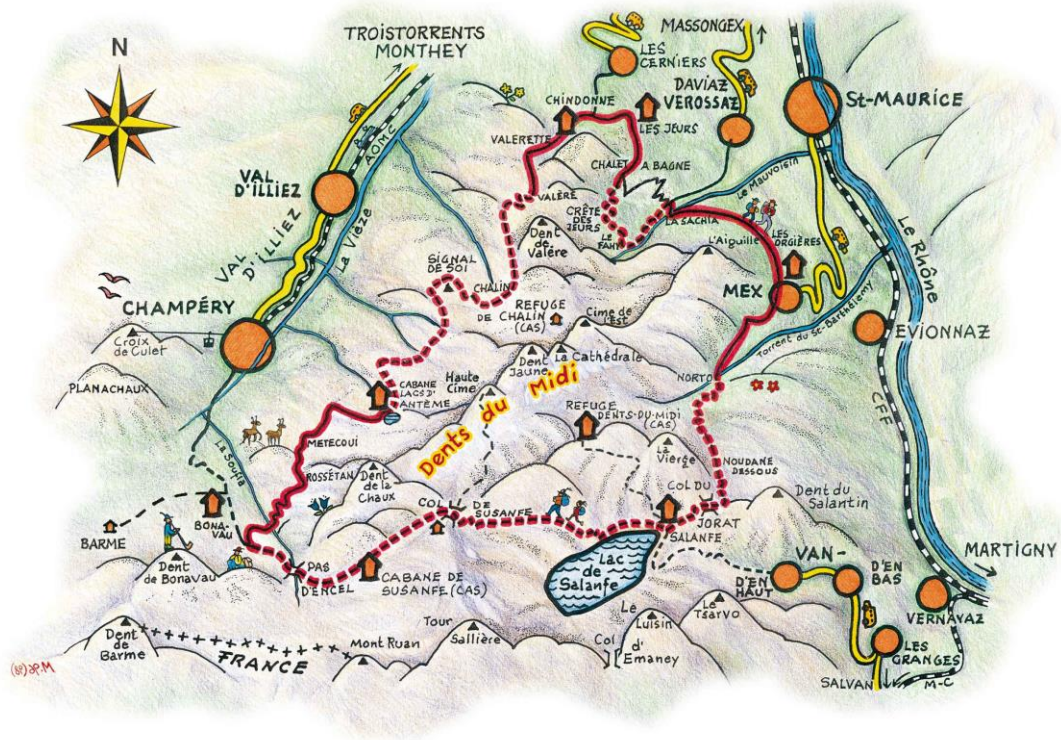 N
TROISTORRENTS
MONTHEY
MASSONGEX
LES
CERNIERS
DAVIAZ
VEROSSAZ
ST-MAURICE
CHINDONNE
LES JEURS
VALERETTE
CHALET
A BAGNE
AOMC
VAL
D'ILLIEZ
VAL
D'ILLIEZ
La Vièze
Le Mauvoisin
VALÈRE
CRÊTE
DES
JEURS
LE
FAHY
LA SACHIA
Dent
de
Valère
L'Aiguille
LES
ORGIÈRES
Le Rhône
SIGNAL
DE SOI
CHALIN
REFUGE
DE CHALIN
(CAS)
Cime de
l'Est
MEX
Torrent du St-Barthélemy
EVIONNAZ
CHAMPÉRY
Croix
de Culet
PLANACHAUX
La Cathédrale
Dent
Jaune
Haute
Cime
Dents du Midi
NORTO
CABANE
LACS D'
ANTÈME
REFUGE
DENTS-DU-MIDI
(CAS)
CFF
METECOUI
La Vierge
NOUDANE
DESSOUS
La Saufla
ROSSÉTAN
Dent
de la
Chaux
COL
DE
SUSANFE
COL DU
JORAT
SALANFE
Dent du
Salantin
BONA-
VAU
BARME
Dent
de Bonavau
PAS
D'ENCEL
CABANE DE
SUSANFE (CAS)
Lac
de
Salanfe
VAN-
D'EN
HAUT
D'EN
BAS
MARTIGNY
VERNAYAZ
Dent
de
Barme
FRANCE
Mont Ruan
Tour
Sallière
Le
Luisin
Le
Tsarvo
Col
d'
Emaney
LES
GRANGES
SALVAN
M-C